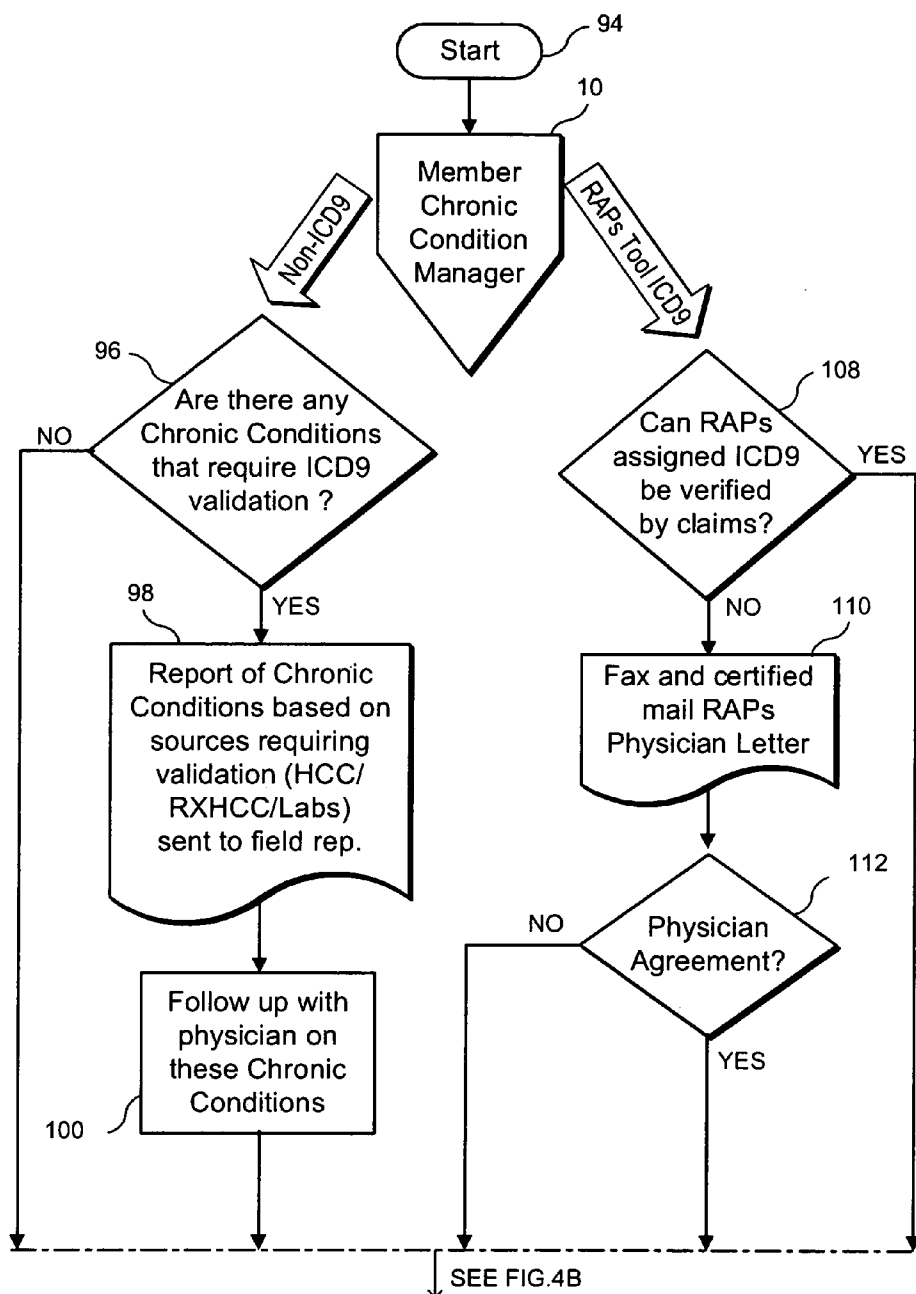 94
Start
10
Member
Chronic
Condition
Manager
Non-ICD9
RAPs Tool ICD9
96
NO
Are there any
Chronic Conditions
that require ICD9
validation ?
YES
108
Can RAPs
assigned ICD9
be verified
by claims?
YES
NO
98
Report of Chronic
Conditions based on
sources requiring
validation (HCC/
RXHCC/Labs)
sent to field rep.
110
Fax and certified
mail RAPs
Physician Letter
112
NO
Physician
Agreement?
YES
Follow up with
physician on
these Chronic
Conditions
100
SEE FIG.4B